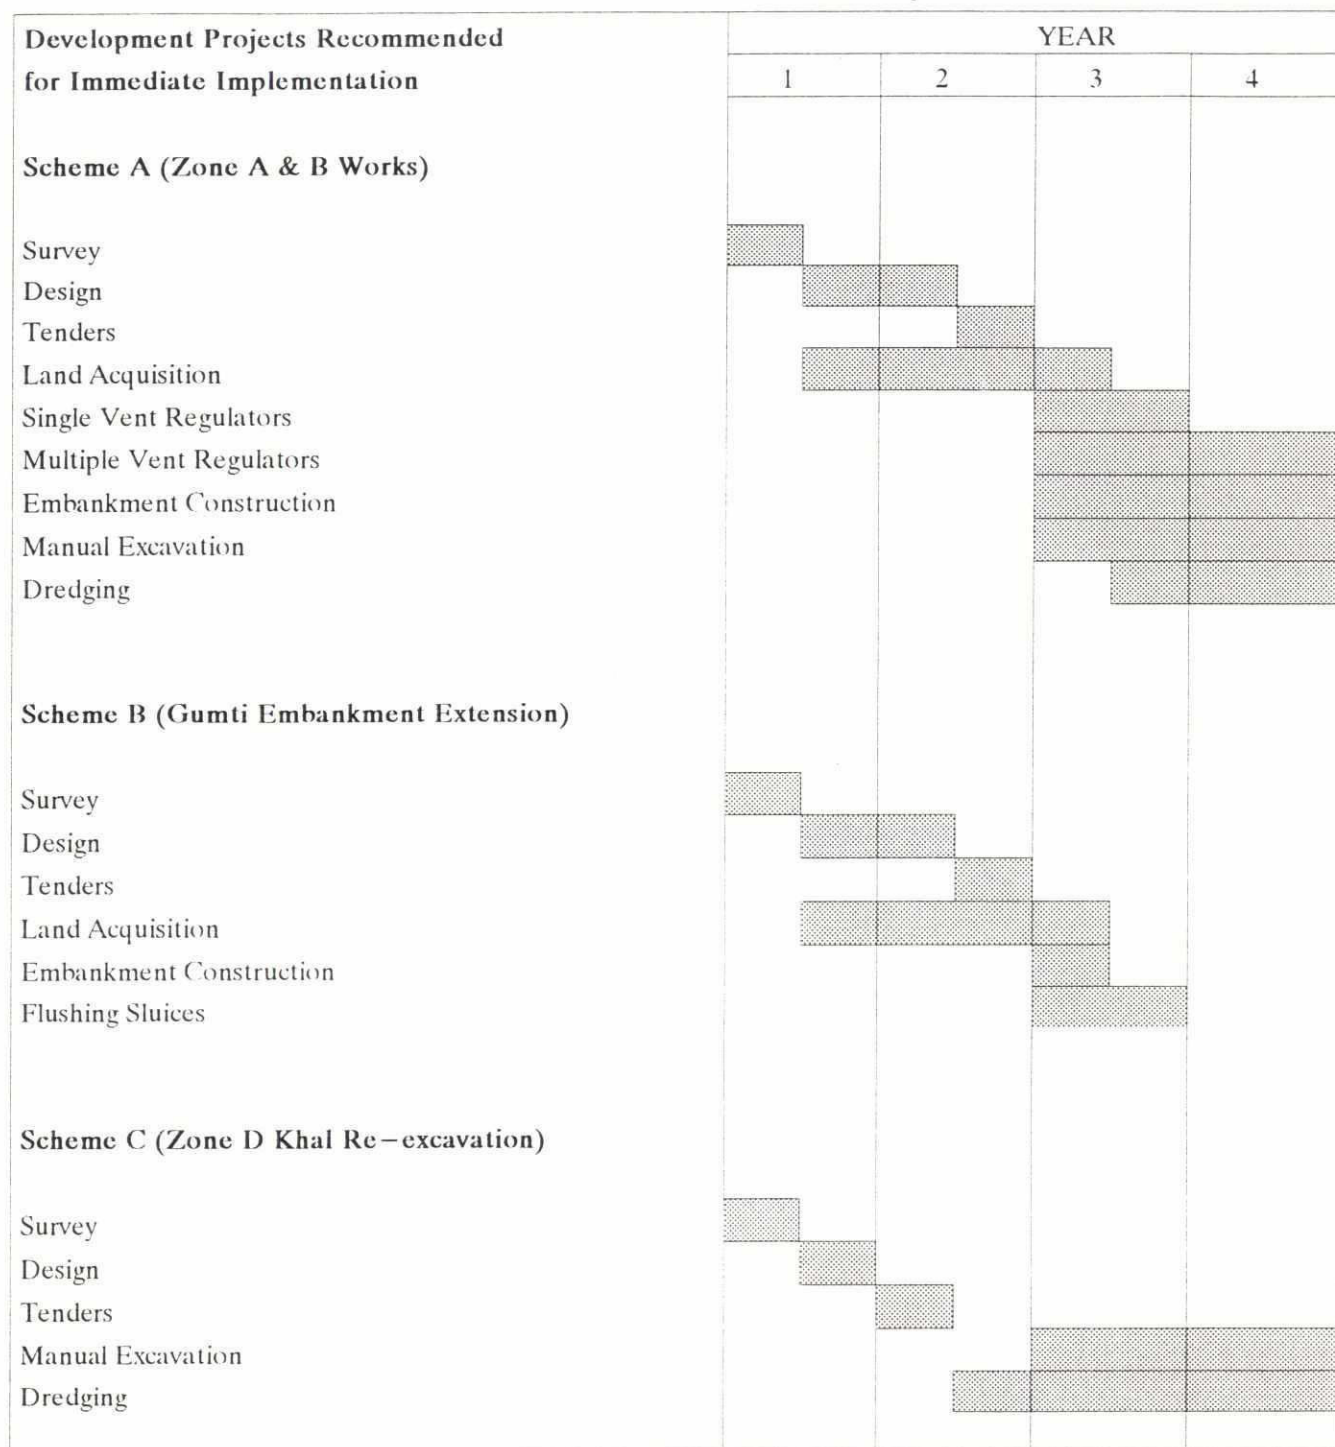 Development Projects Recommended
for Immediate Implementation
YEAR
1 2 3 4
Scheme A (Zone A & B Works)
Survey
Design
Tenders
Land Acquisition
Single Vent Regulators
Multiple Vent Regulators
Embankment Construction
Manual Excavation
Dredging
Scheme B (Gumti Embankment Extension)
Survey
Design
Tenders
Land Acquisition
Embankment Construction
Flushing Sluices
Scheme C (Zone D Khal Re-excavation)
Survey
Design
Tenders
Manual Excavation
Dredging